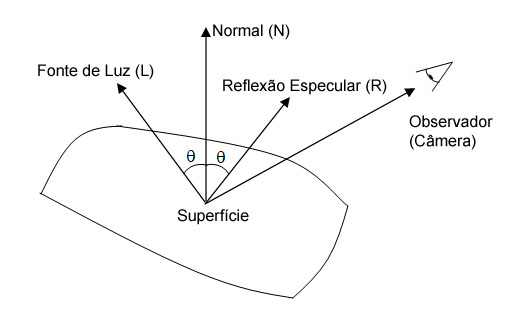 Normal (N)
Fonte de Luz (L)
Reflexão Especular (R)
Observador
(Câmera)
θ θ
Superfície